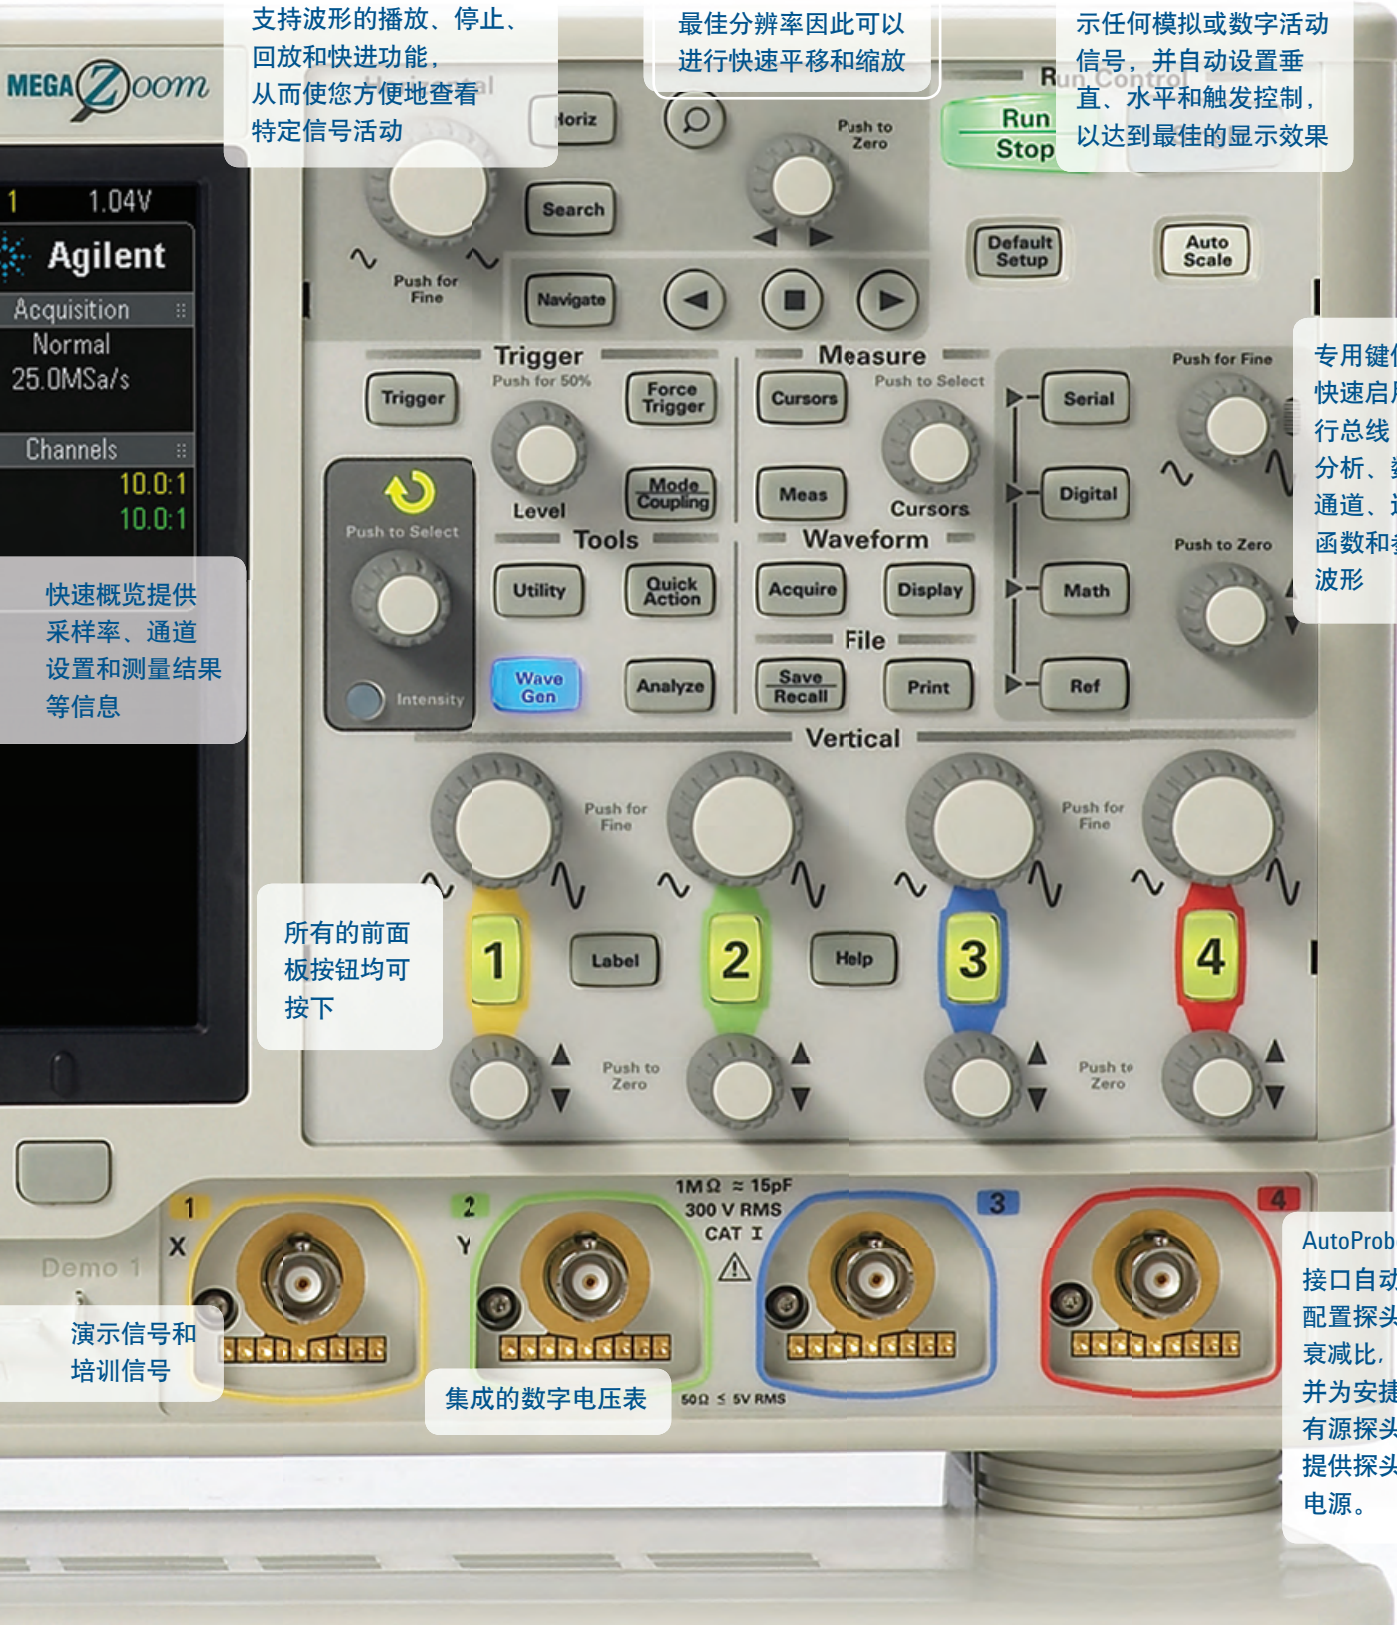 支持波形的播放、停止、
回放和快进功能，
从而使您方便地查看
特定信号活动
最佳分辨率因此可以
进行快速平移和缩放
示任何模拟或数字活动
信号，并自动设置垂
直、水平和触发控制，
以达到最佳的显示效果
MEGA Zoom
Horizontal
Horiz
Push to
Zero
Run Control
Run
Stop
Search
Default
Setup
Auto
Scale
Push for
Fine
Navigate
1 1.04V
Agilent
Acquisition
Normal
25.0MSa/s
Channels
10.0:1
10.0:1
Trigger
Push for 50%
Trigger
Force
Trigger
Level
Mode
Coupling
Measure
Push to Select
Cursors
Meas
Cursors
Serial
Digital
Math
Ref
Push for Fine
Push to Zero
专用键
快速启
行总线
分析、
通道、
函数和
波形
Push to Select
Intensity
Tools
Utility
Quick
Action
Wave
Gen
Analyze
Waveform
Acquire
Display
File
Save
Recall
Print
快速概览提供
采样率、通道
设置和测量结果
等信息
Vertical
Push for
Fine
Push for
Fine
所有的前面
板按钮均可
按下
1
Label
2
Help
3
4
Push to
Zero
Push to
Zero
1
X
2
Y
1MΩ ≈ 15pF
300 V RMS
CAT I
3
4
Demo 1
演示信号和
培训信号
集成的数字电压表
50Ω ≤ 5V RMS
AutoProb
接口自动
配置探头
衰减比，
并为安捷
有源探头
提供探头
电源。